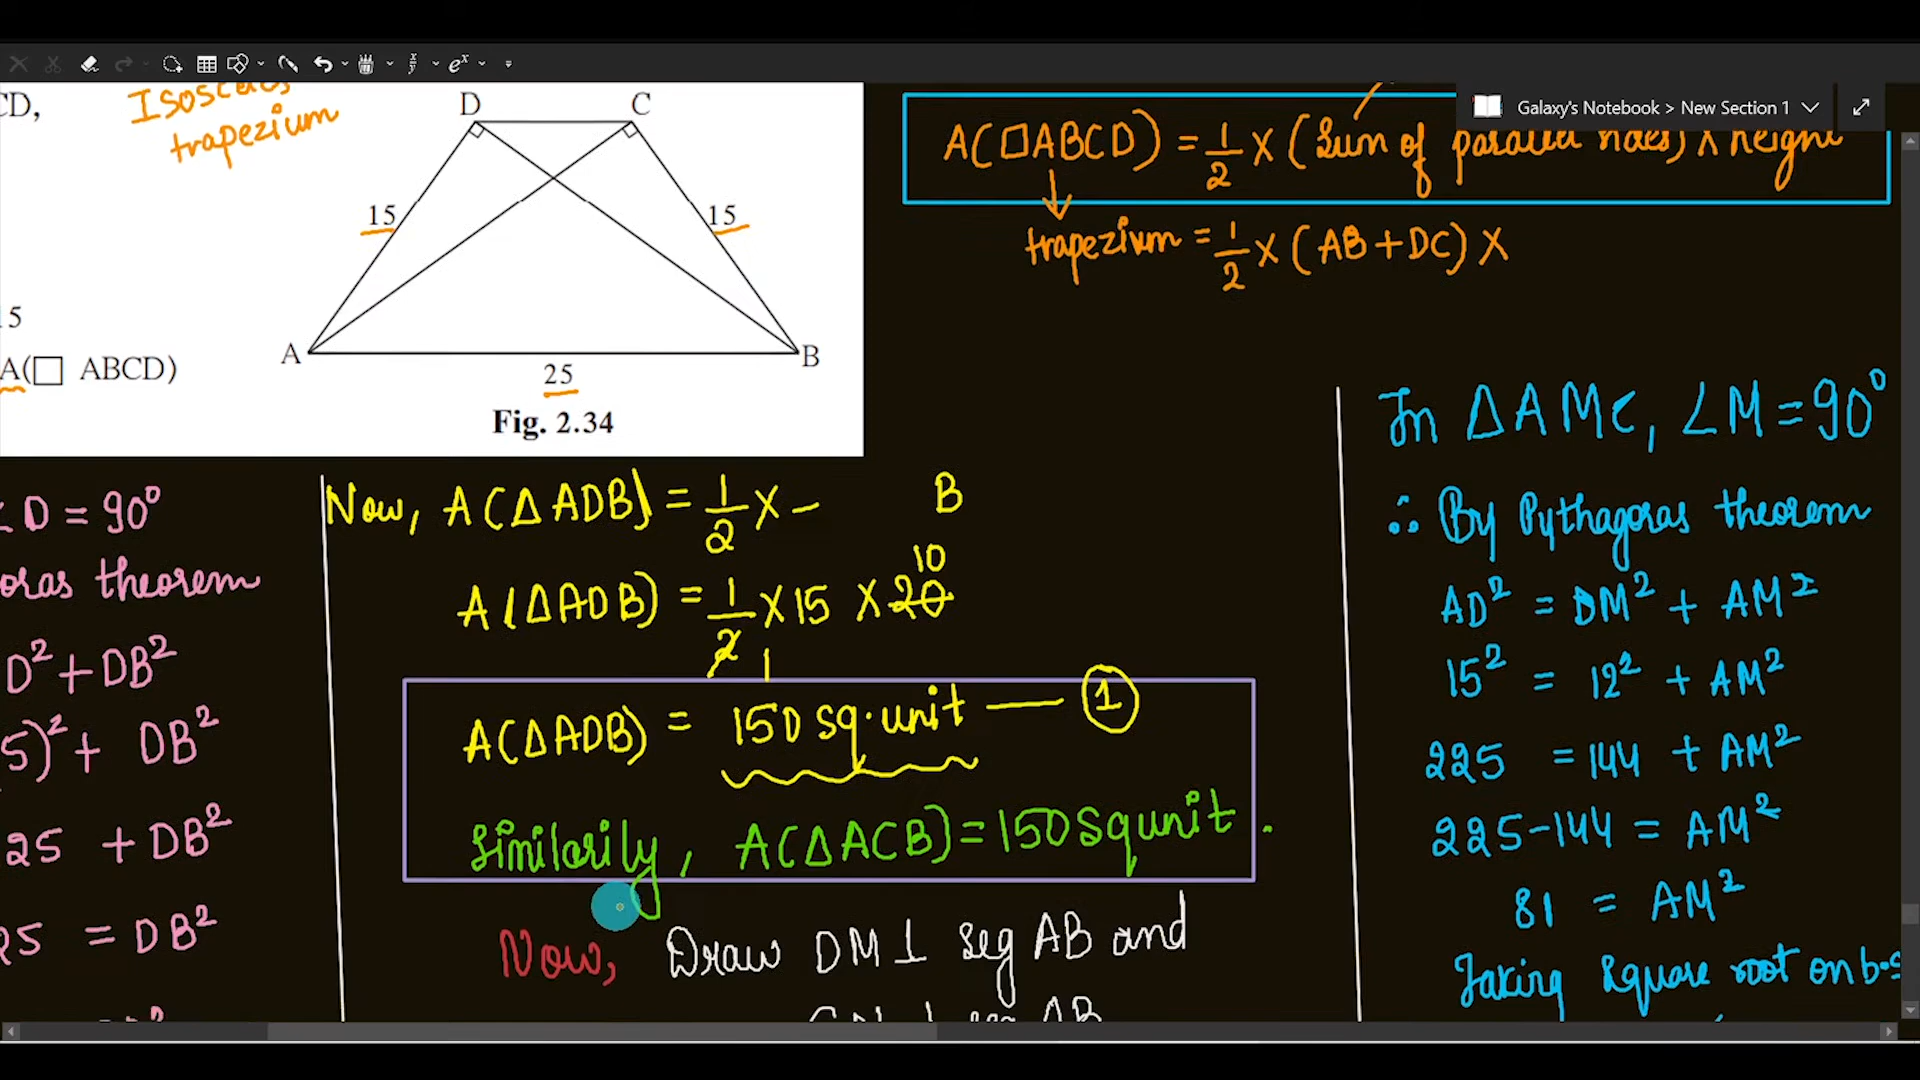 Galaxy's Notebook > New Section 1
CD,
Isosceles
trapezium
D C
15 15
A B
25
Fig. 2.34
A(□ ABCD)
A(□ABCD) = 1/2 X (Sum of parallel sides) X height
trapezium = 1/2 X (AB + DC) X
∠D = 90°
oras theorem
D² + DB²
5)² + DB²
25 + DB²
25 = DB²
Now, A(△ADB) = 1/2 X - B
A(△ADB) = 1/2 X 15 X 20
10
1
A(△ADB) = 150 sq.unit — ①
Similarily, A(△ACB) = 150 squnit.
Now, Draw DM ⊥ seg AB and
In △AMC, ∠M = 90°
∴ By Pythagoras theorem
AD² = DM² + AM²
15² = 12² + AM²
225 = 144 + AM²
225-144 = AM²
81 = AM²
Taking Square root on b.s